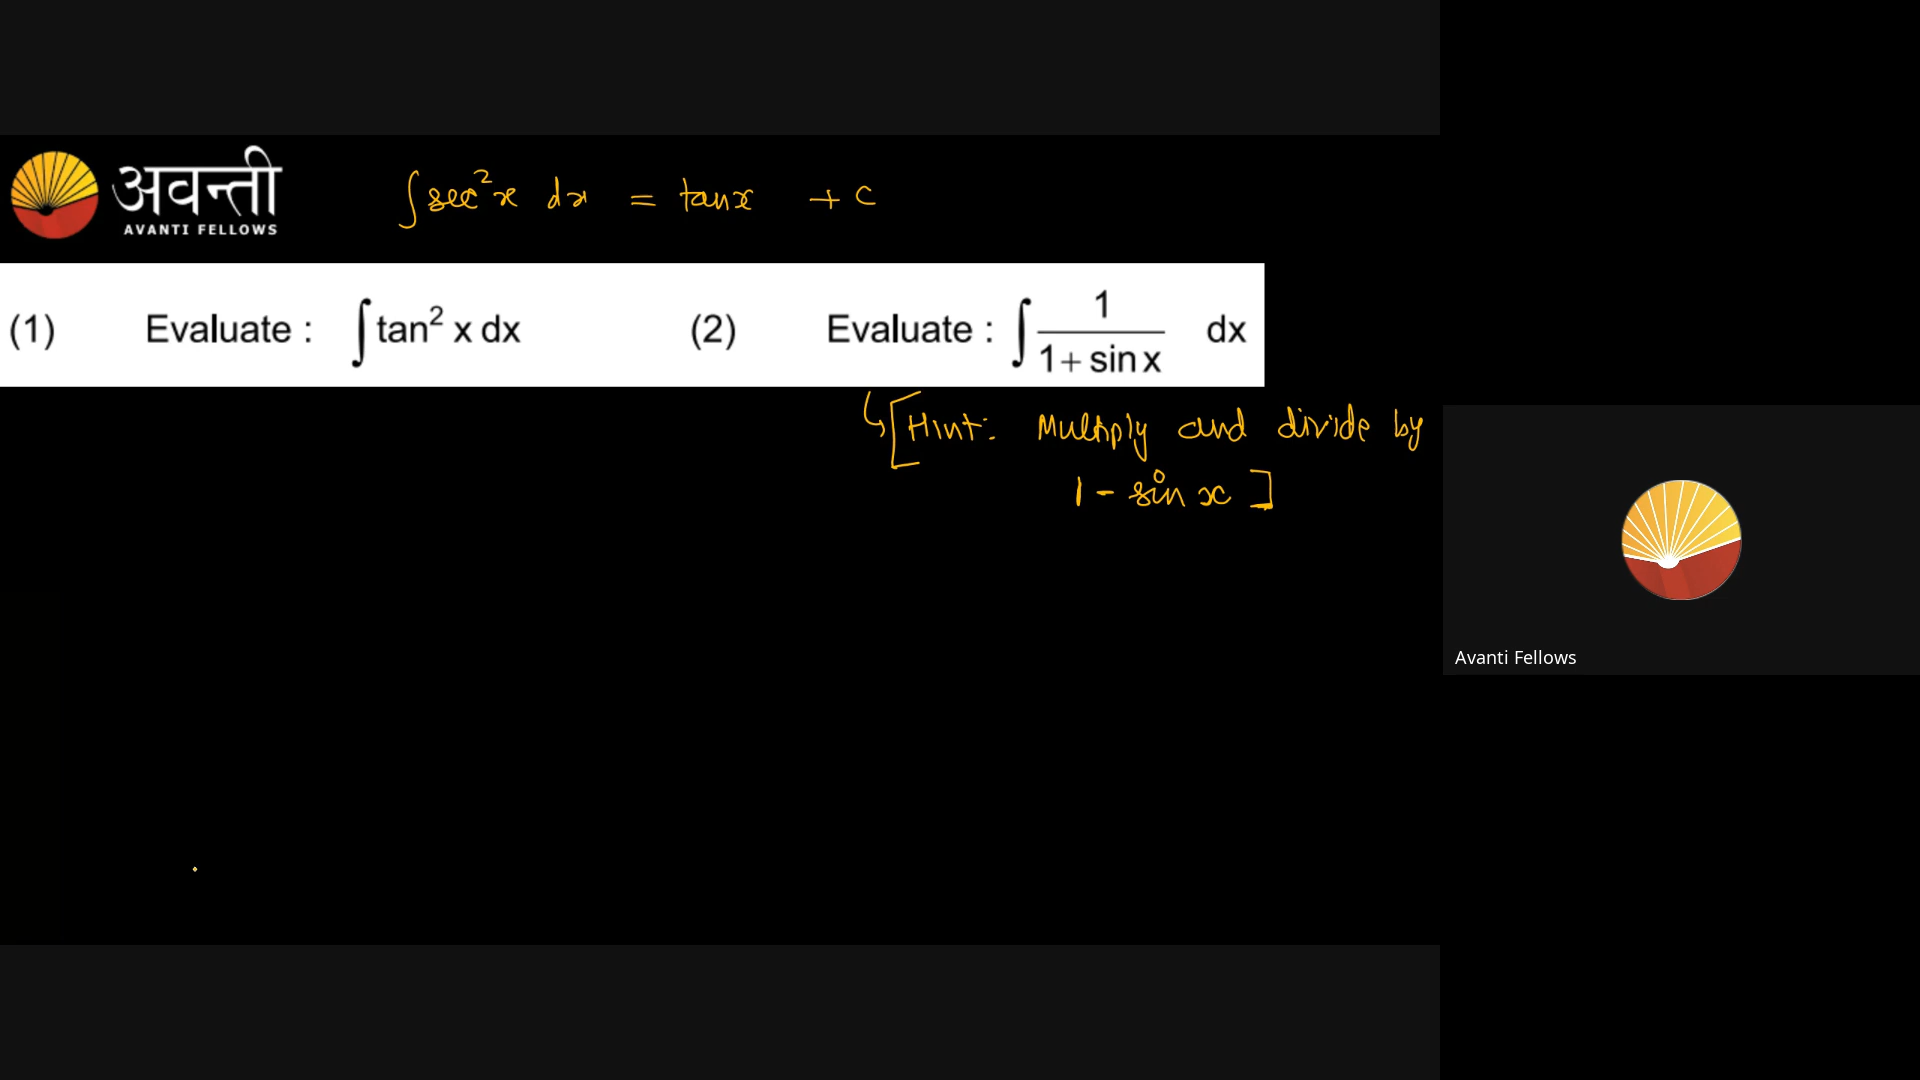 अवन्ती
AVANTI FELLOWS
∫ sec²x dx = tanx + c
(1) Evaluate : ∫ tan² x dx (2) Evaluate : ∫ 1/(1+ sin x) dx
↳ [Hint: Multiply and divide by
1 - sin x ]
Avanti Fellows